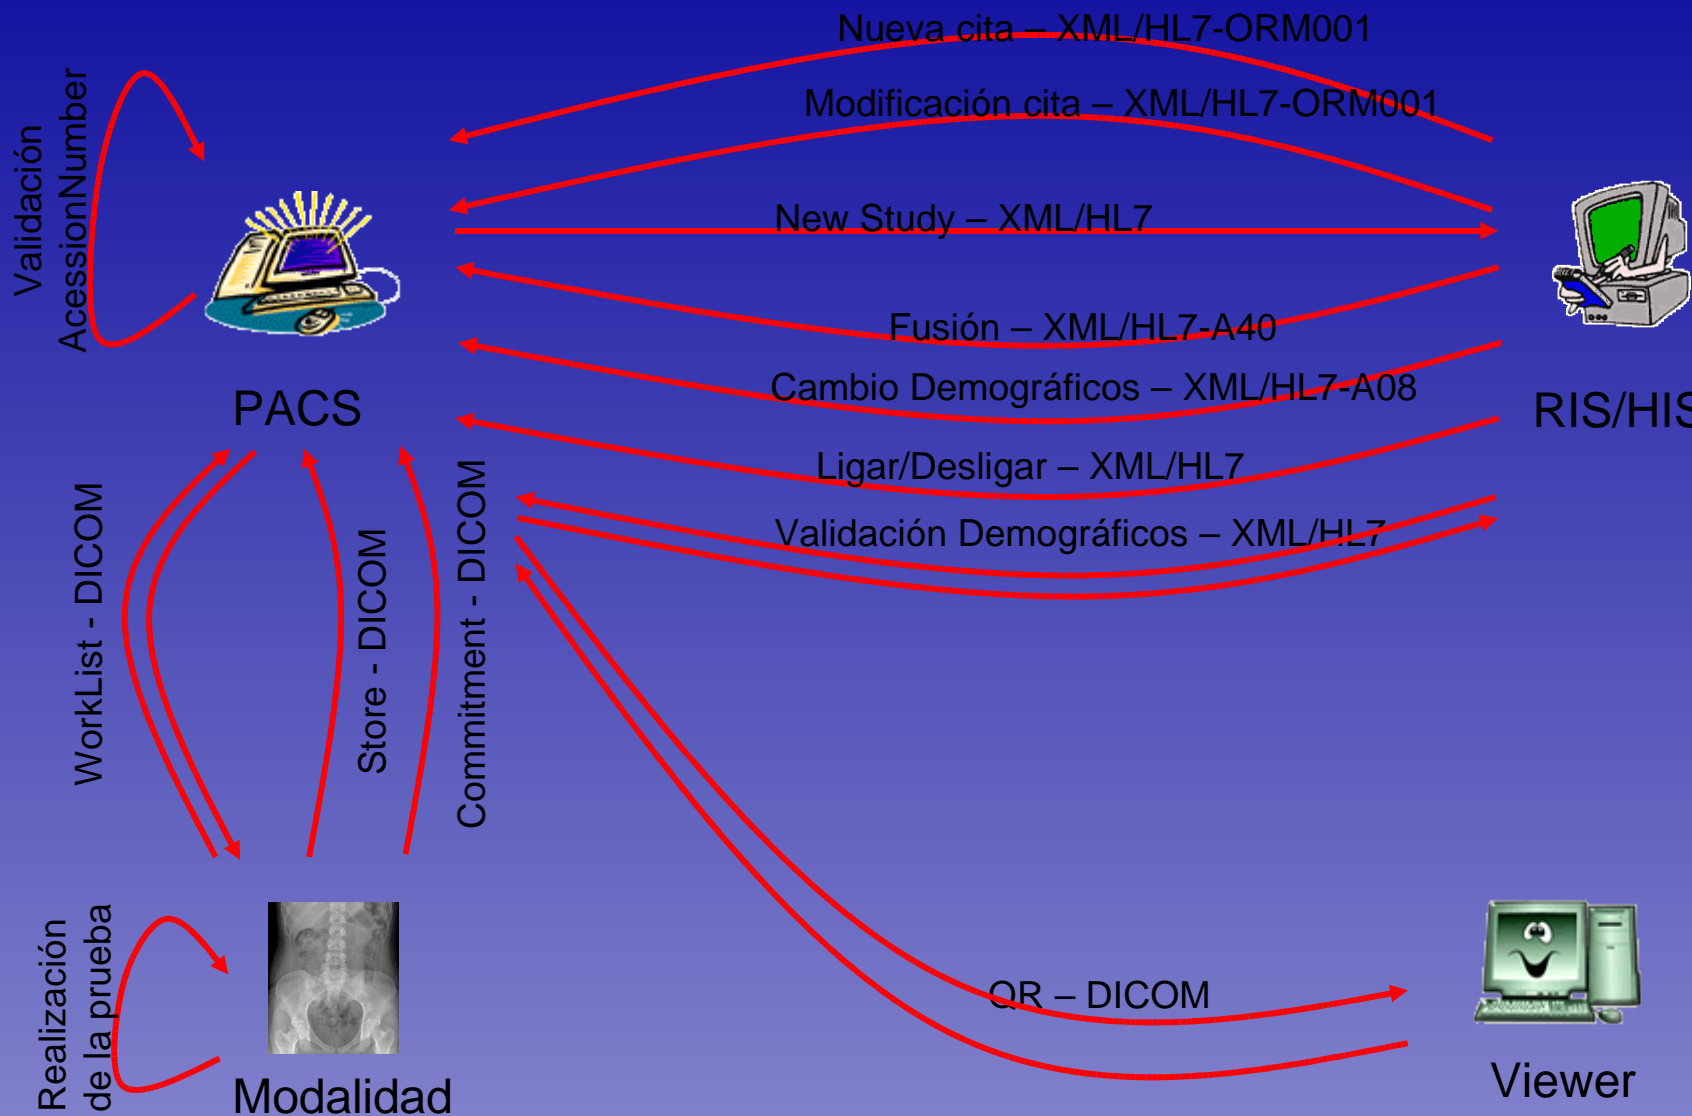 Nueva cita – XML/HL7-ORM001
Modificación cita – XML/HL7-ORM001
Validación
AcessionNumber
New Study – XML/HL7
Fusión – XML/HL7-A40
Cambio Demográficos – XML/HL7-A08
PACS
RIS/HIS
Ligar/Desligar – XML/HL7
Validación Demográficos – XML/HL7
WorkList - DICOM
Store - DICOM
Commitment - DICOM
Realización
de la prueba
QR – DICOM
Modalidad
Viewer